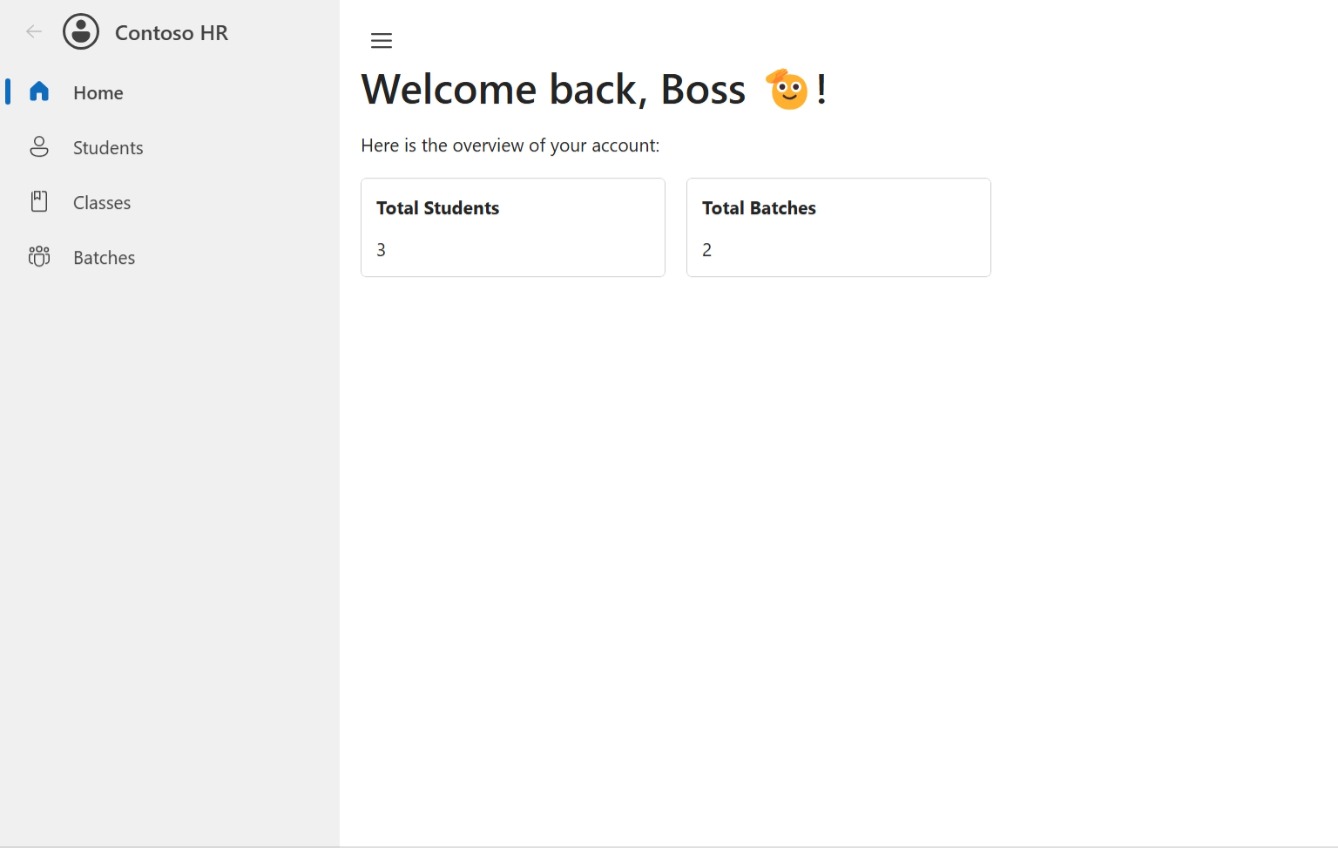 Contoso HR
Home
Students
Classes
Batches
Welcome back, Boss 🫡!
Here is the overview of your account:
Total Students
3
Total Batches
2